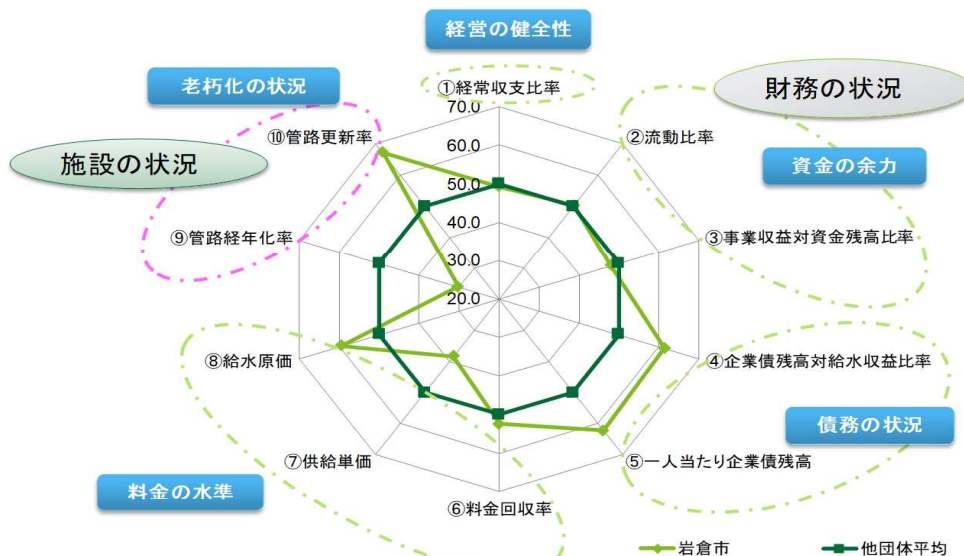 経営の健全性
老朽化の状況
財務の状況
①経常収支比率
70.0
⑩管路更新率
②流動比率
施設の状況
60.0
資金の余力
50.0
⑨管路経年化率
③事業収益対資金残高比率
40.0
30.0
20.0
⑧給水原価
④企業債残高対給水収益比率
債務の状況
⑦供給単価
⑤一人当たり企業債残高
料金の水準
⑥料金回収率
岩倉市
他団体平均